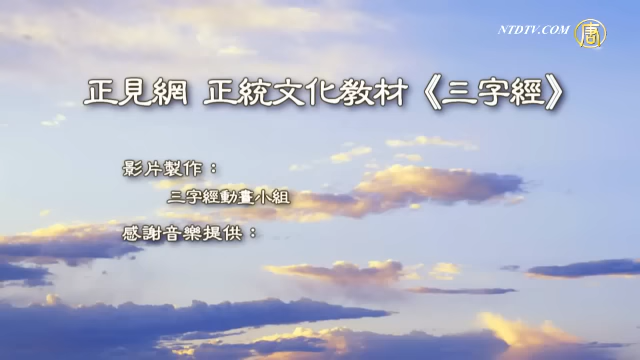 NTDTV.COM
唐
正見網 正統文化教材《三字經》
影片製作：
三字經動畫小組
感謝音樂提供：